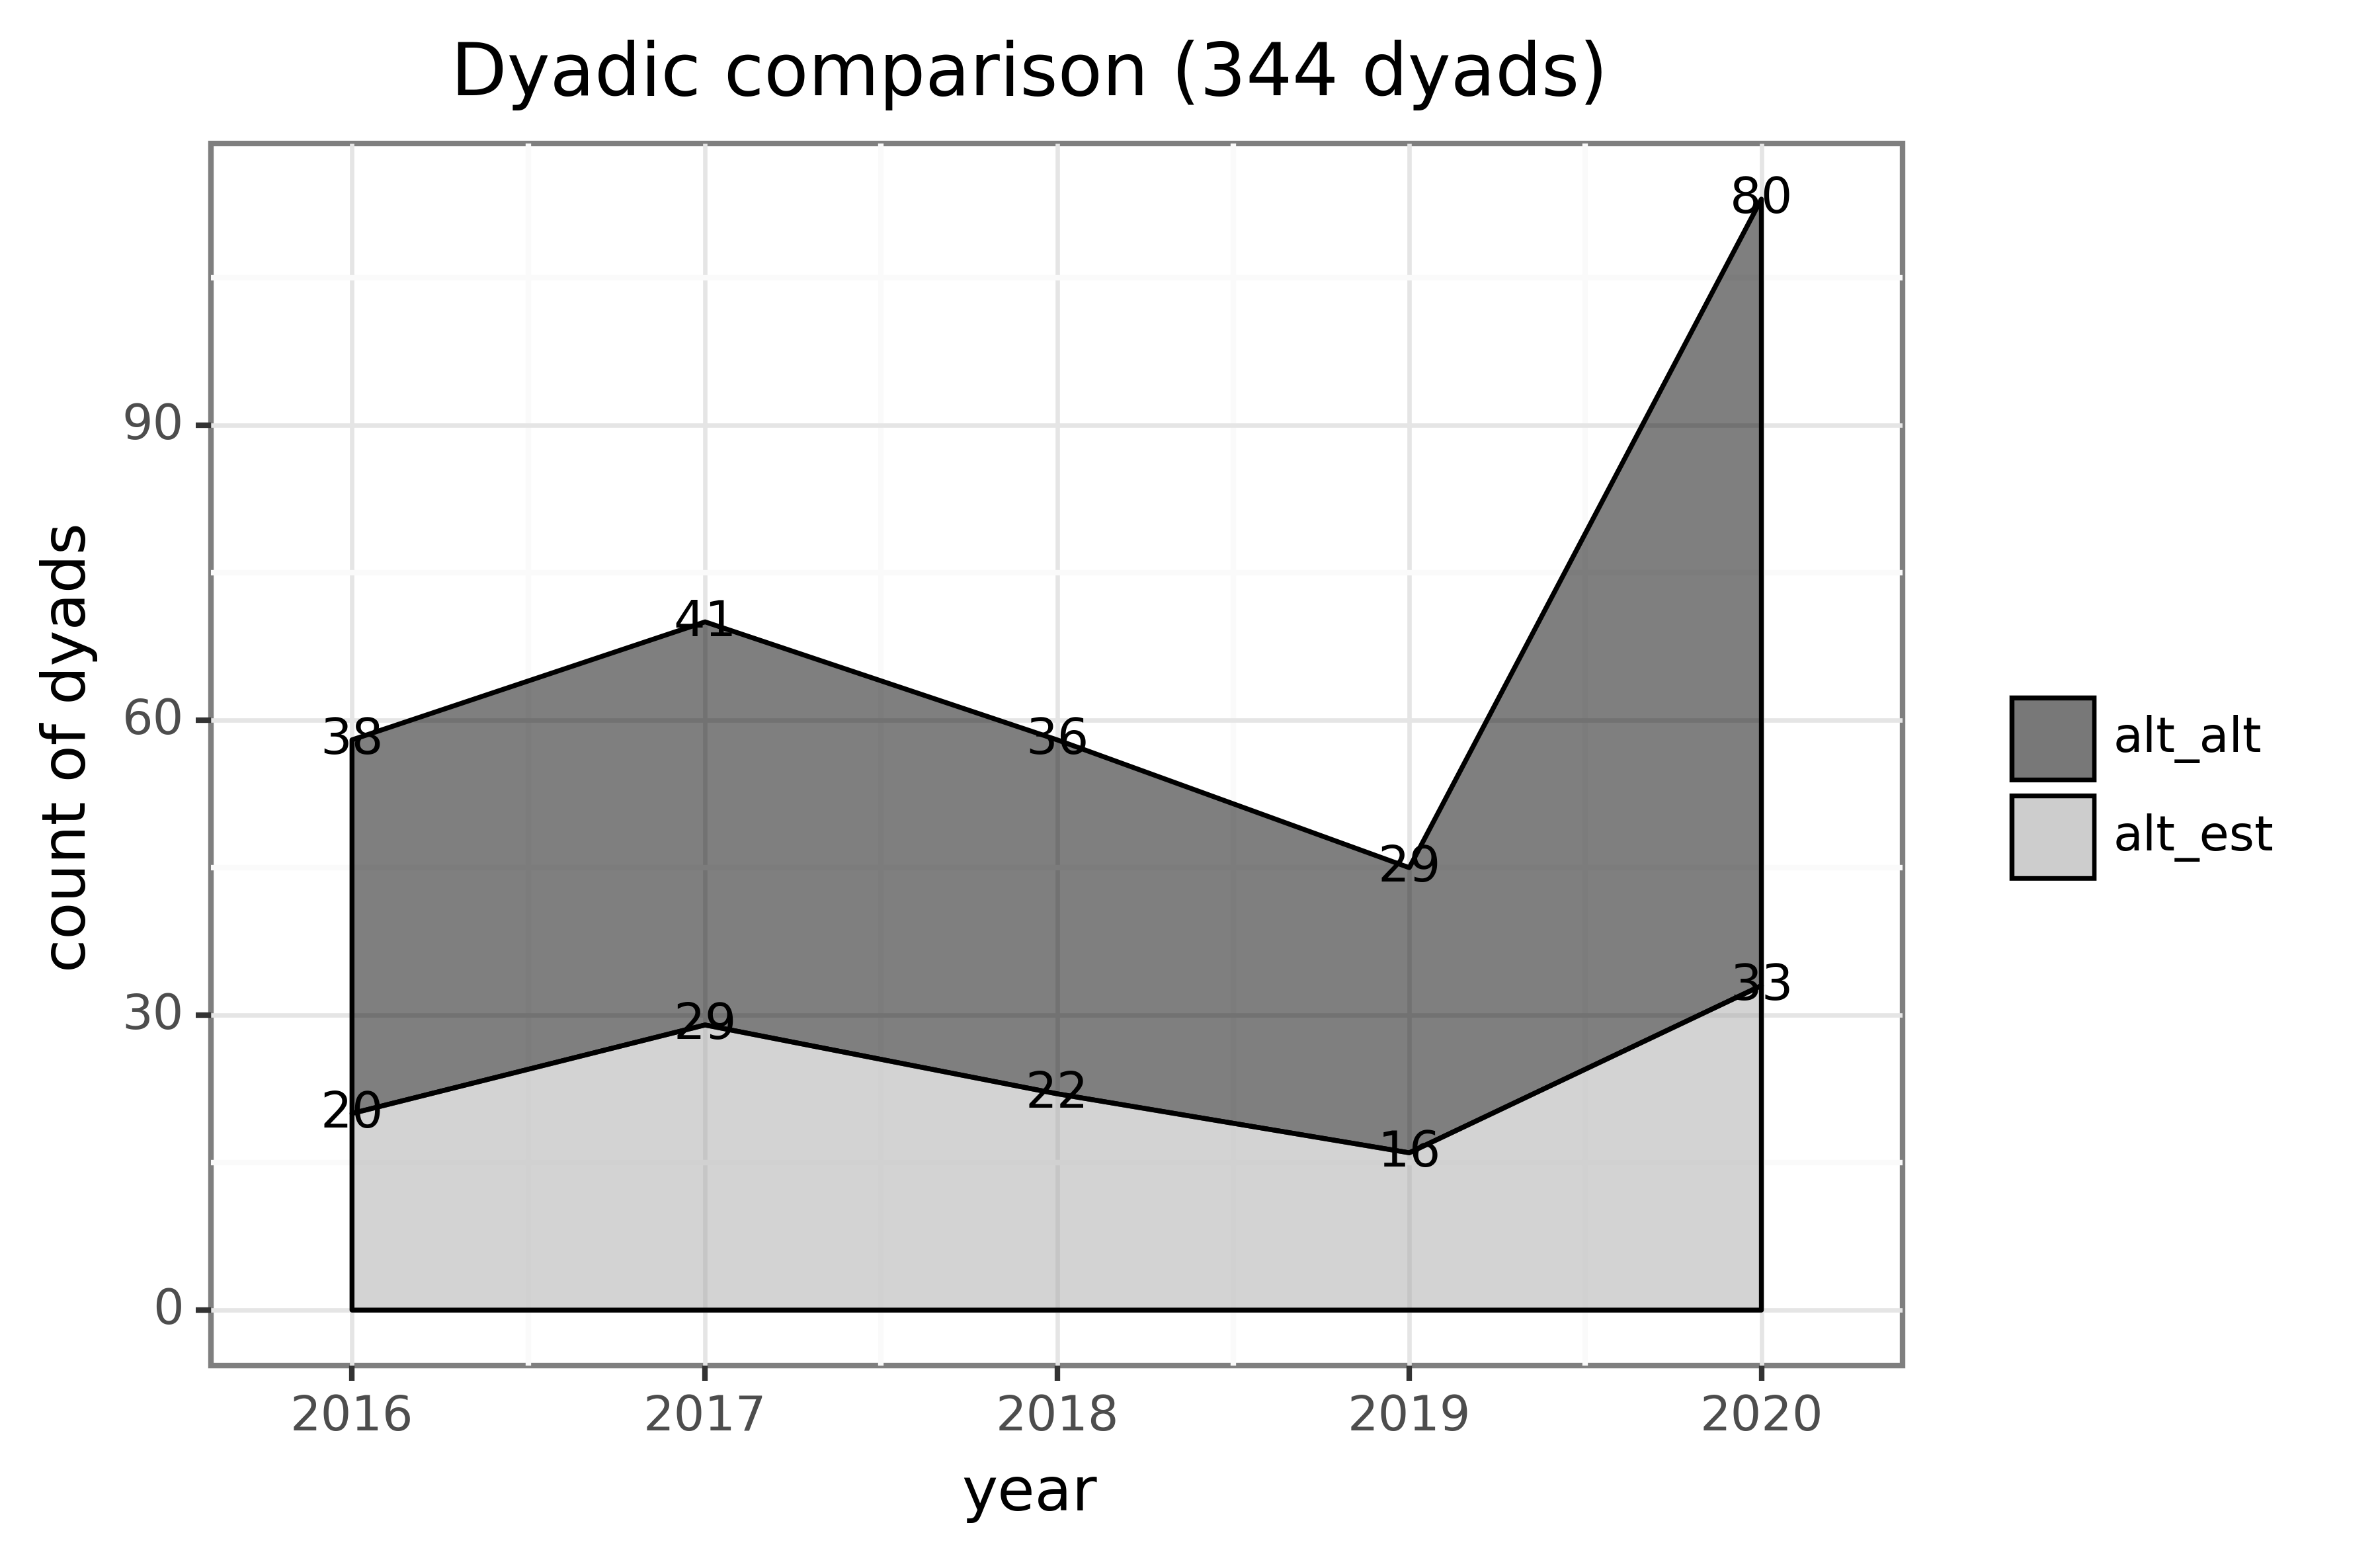 Dyadic comparison (344 dyads)
count of dyads
90
60
30
0
80
41
38
36
29
33
29
22
20
16
2016 2017 2018 2019 2020
year
alt_alt
alt_est